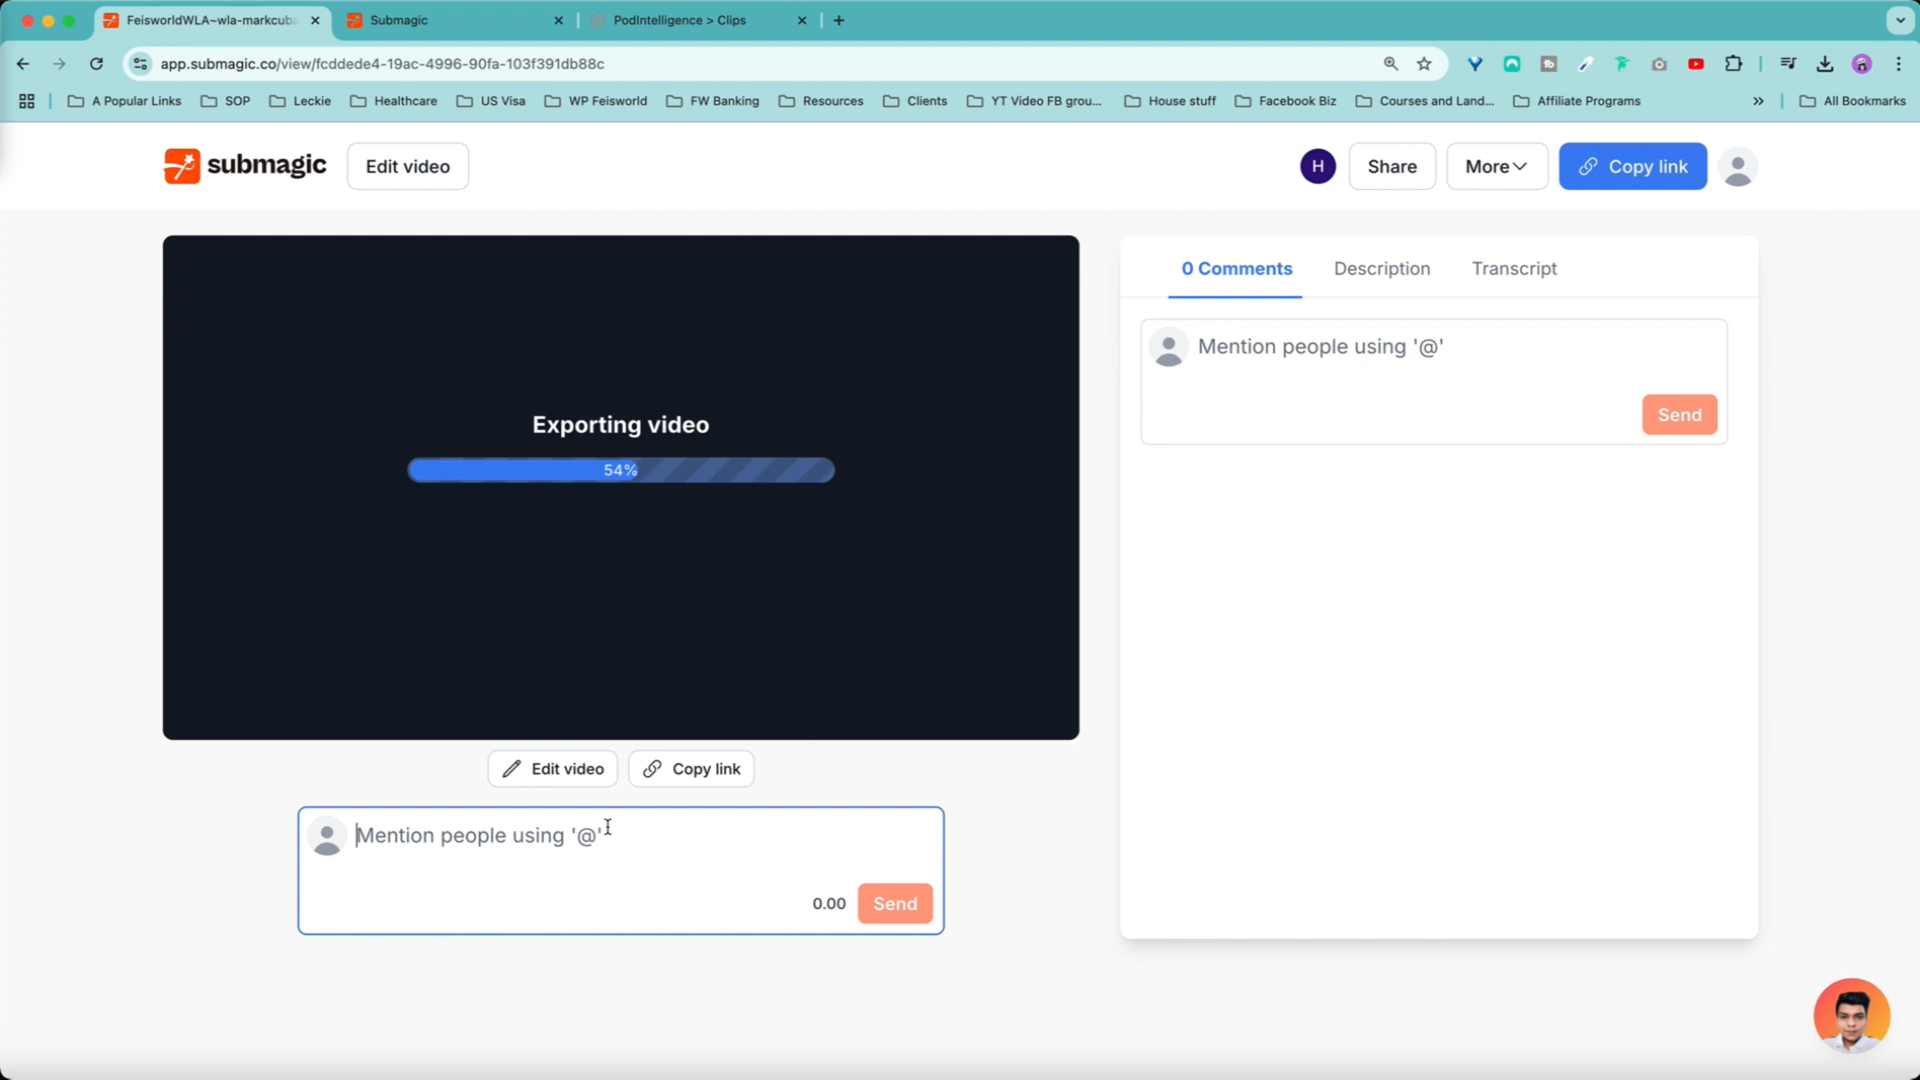 FeisworldWLA~wla-markcuba
Submagic
PodIntelligence > Clips
app.submagic.co/view/fcddede4-19ac-4996-90fa-103f391db88c
A Popular Links
SOP
Leckie
Healthcare
US Visa
WP Feisworld
FW Banking
Resources
Clients
YT Video FB grou...
House stuff
Facebook Biz
Courses and Land...
Affiliate Programs
All Bookmarks
submagic
Edit video
H
Share
More
Copy link
Exporting video
54%
Edit video
Copy link
Mention people using '@'
0.00
Send
0 Comments
Description
Transcript
Mention people using '@'
Send